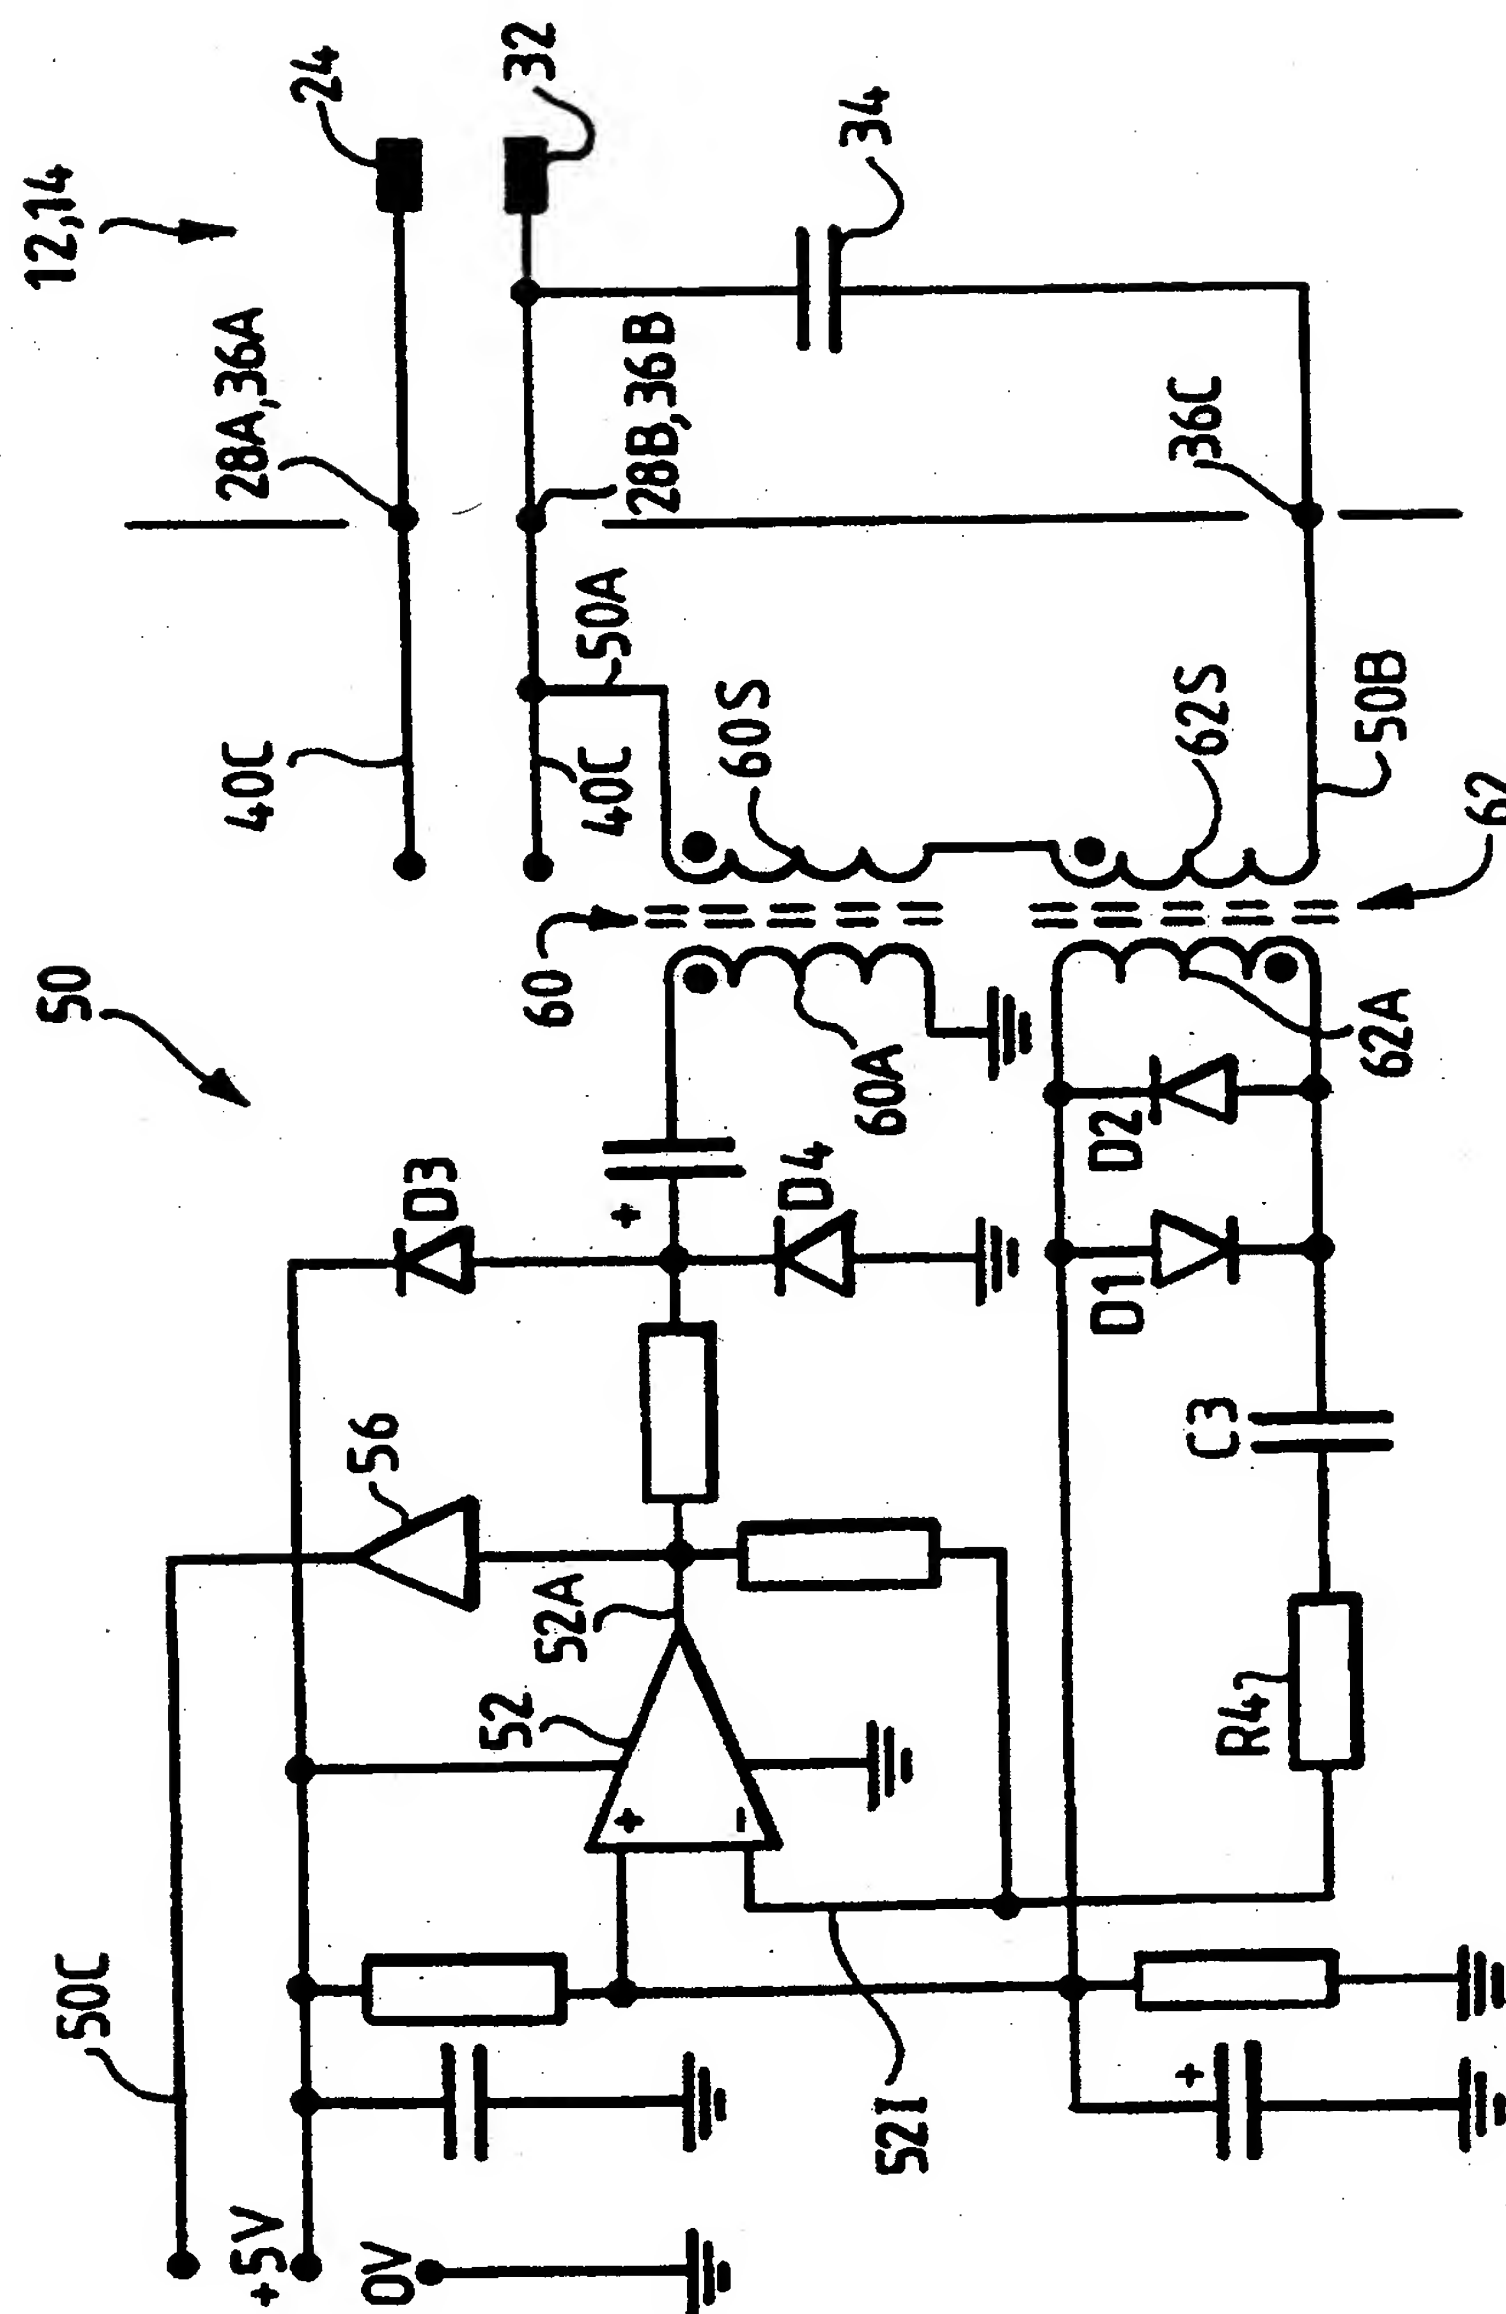 50
12,14
24
32
28A,36A
34
40C
28B,36B
50A
40C
60S
36C
62S
50B
60
62
60A
62A
D3
+
D4
D2
D1
56
C3
52A
52
+
-
R4
50C
52I
+
+5V
0V